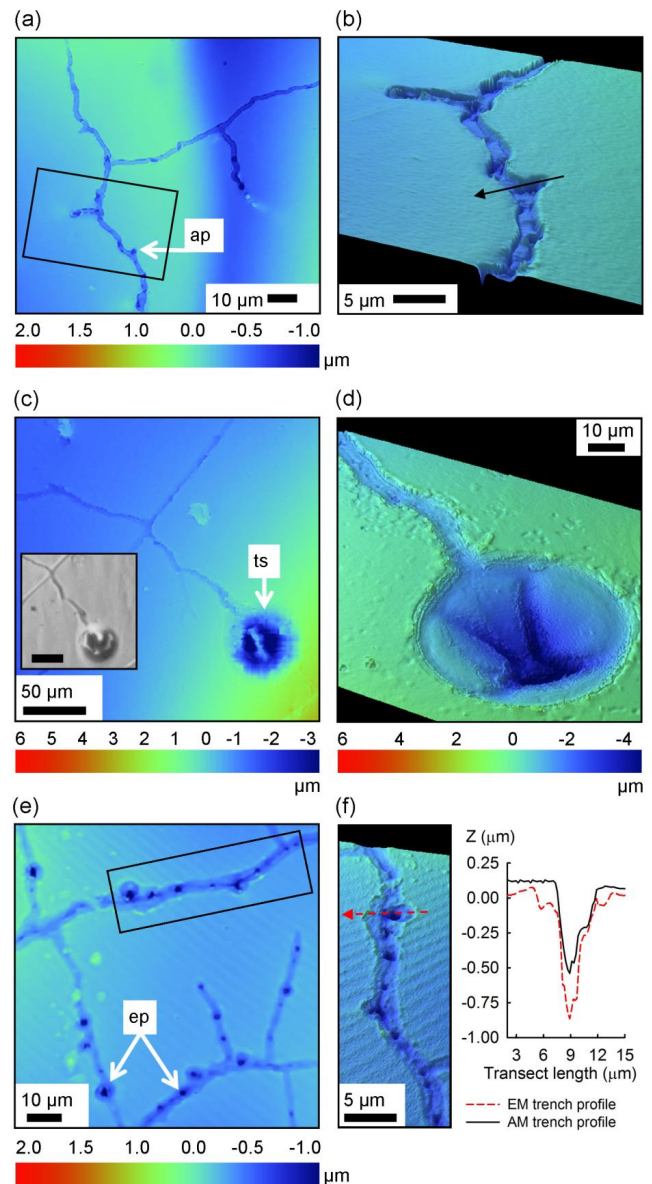 (a)
(b)
ap
10 µm
5 µm
2.0 1.5 1.0 0.0 -0.5 -1.0
µm
(c)
(d)
10 µm
ts
50 µm
6 5 4 3 2 1 0 -1 -2 -3
µm
6 4 2 0 -2 -4
µm
(e)
(f)
ep
10 µm
5 µm
Z (µm)
0.25
0.00
-0.25
-0.50
-0.75
-1.00
3 6 9 12 15
Transect length (µm)
EM trench profile
AM trench profile
2.0 1.5 1.0 0.0 -0.5 -1.0
µm